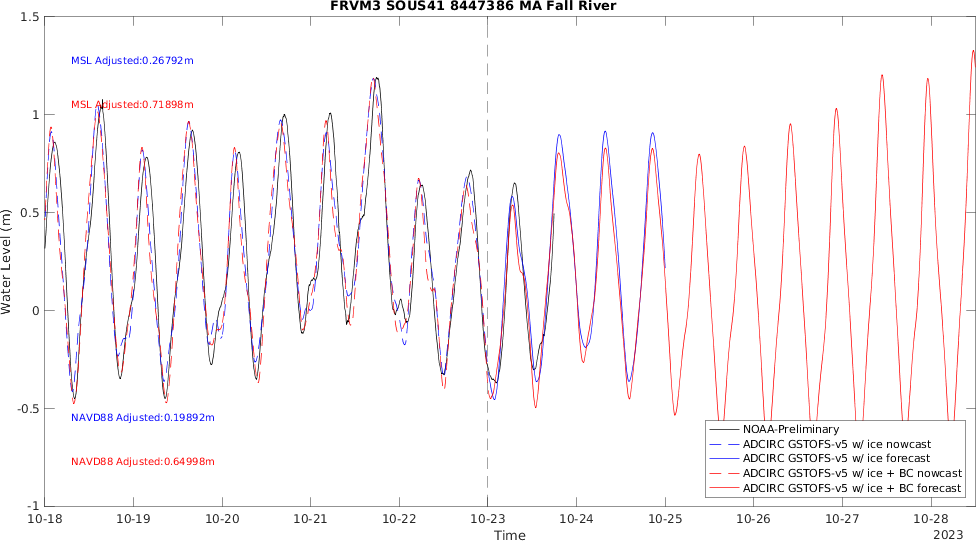 FRVM3 SOUS41 8447386 MA Fall River
1.5
1
0.5
0
-0.5
-1
Water Level (m)
MSL Adjusted:0.26792m
MSL Adjusted:0.71898m
NAVD88 Adjusted:0.19892m
NAVD88 Adjusted:0.64998m
NOAA-Preliminary
ADCIRC GSTOFS-v5 w/ ice nowcast
ADCIRC GSTOFS-v5 w/ ice forecast
ADCIRC GSTOFS-v5 w/ ice + BC nowcast
ADCIRC GSTOFS-v5 w/ ice + BC forecast
10-18 10-19 10-20 10-21 10-22 10-23 10-24 10-25 10-26 10-27 10-28
Time
2023